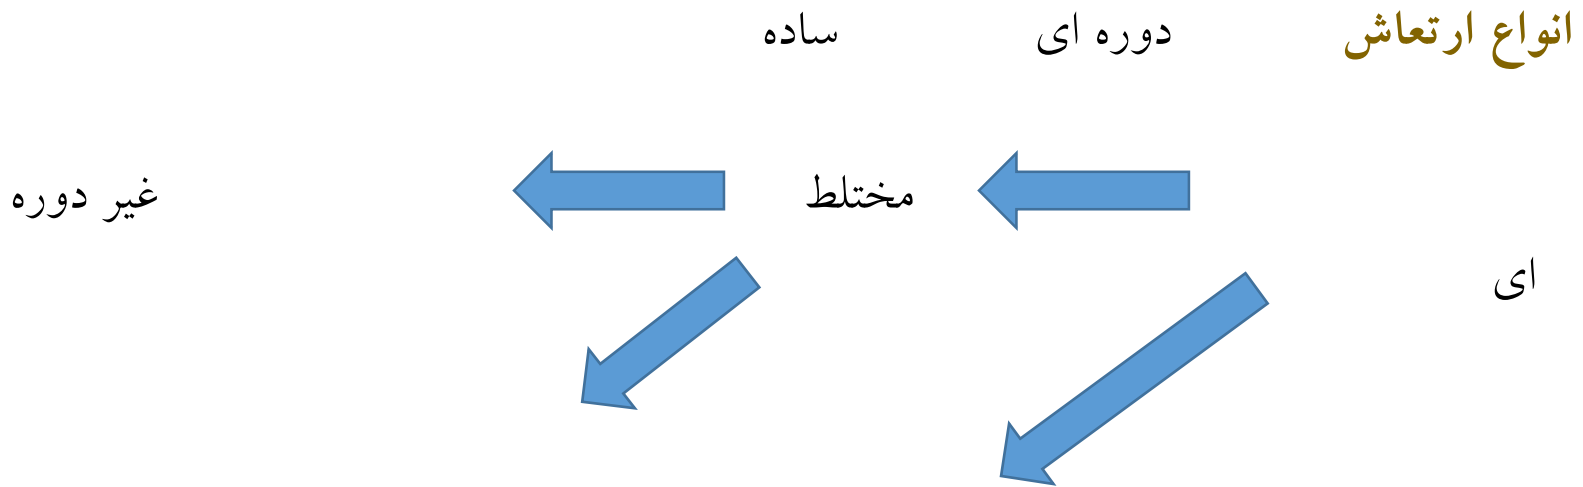 انواع ارتعاش دوره ای ساده
مختلط غیر دوره
ای